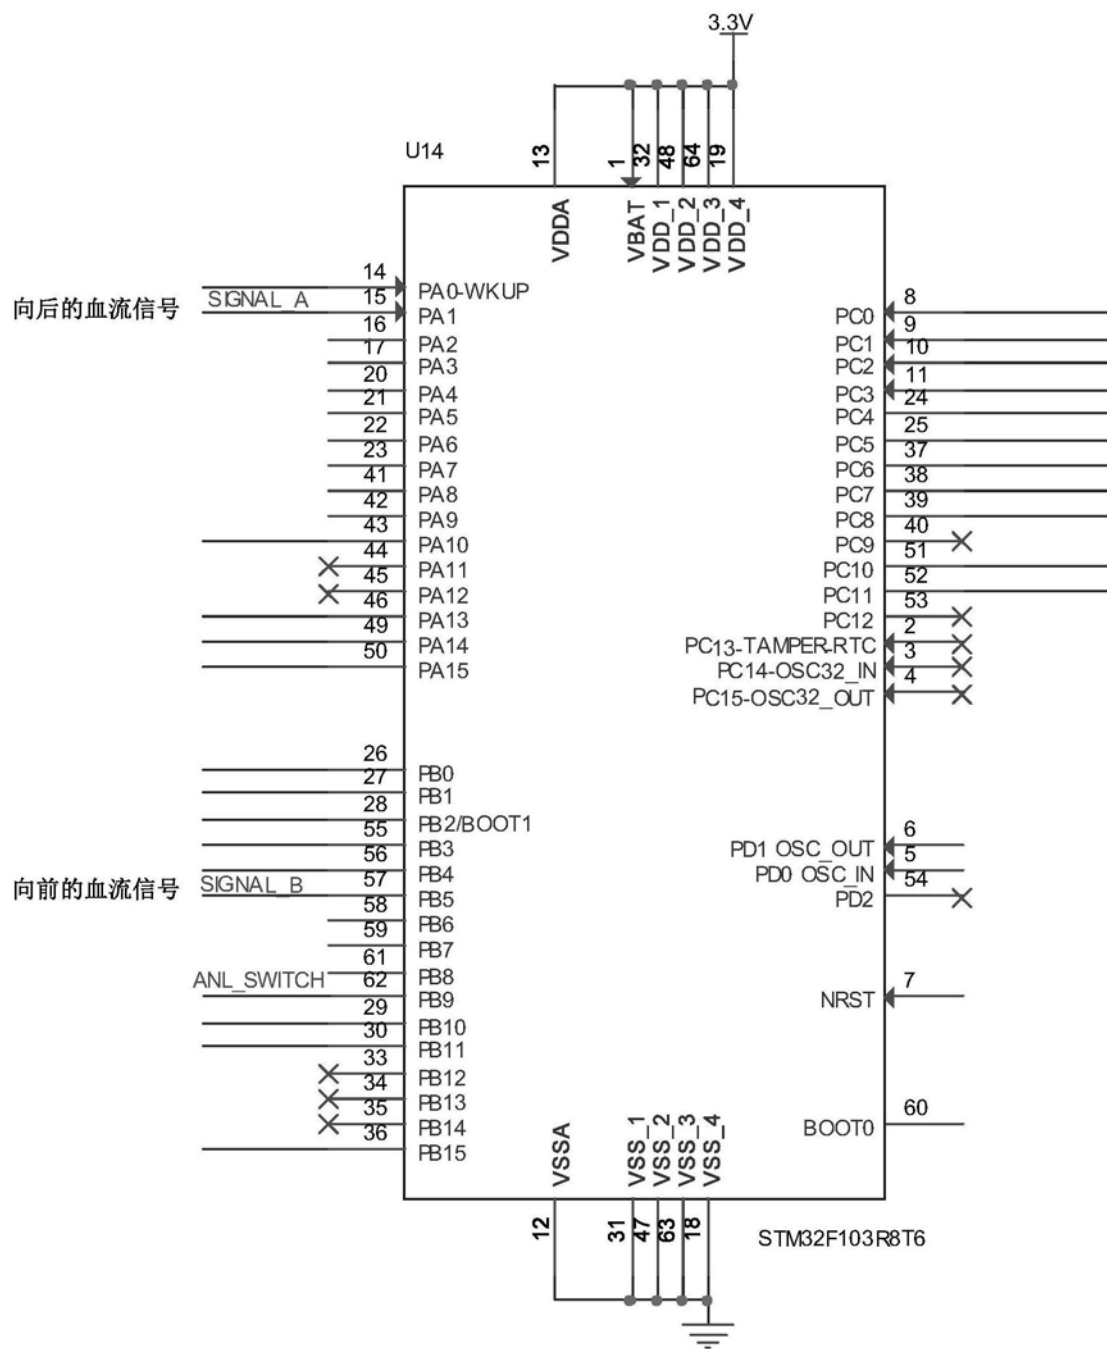 3.3V
U14
13
1
32
48
64
19
VDDA
VBAT
VDD_1
VDD_2
VDD_3
VDD_4
向后的血流信号
SIGNAL_A
14
PA0-WKUP
15
PA1
16
PA2
17
PA3
20
PA4
21
PA5
22
PA6
23
PA7
41
PA8
42
PA9
43
PA10
44
PA11
45
PA12
46
PA13
49
PA14
50
PA15
26
PB0
27
PB1
28
PB2/BOOT1
55
PB3
56
PB4
向前的血流信号
SIGNAL_B
57
PB5
58
PB6
59
PB7
61
PB8
ANL_SWITCH
62
PB9
29
PB10
30
PB11
33
PB12
34
PB13
35
PB14
36
PB15
8
PC0
9
PC1
10
PC2
11
PC3
24
PC4
25
PC5
37
PC6
38
PC7
39
PC8
40
PC9
51
PC10
52
PC11
53
PC12
2
PC13-TAMPER-RTC
3
PC14-OSC32_IN
4
PC15-OSC32_OUT
6
PD1 OSC_OUT
5
PD0 OSC_IN
54
PD2
7
NRST
60
BOOT0
VSSA
VSS_1
VSS_2
VSS_3
VSS_4
12
31
47
63
18
STM32F103R8T6